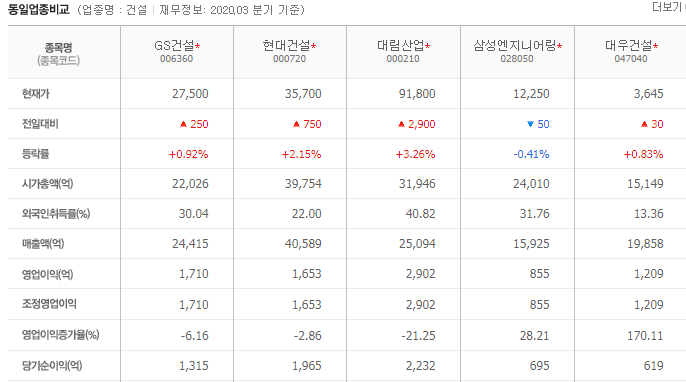 동일업종비교 (업종명 : 건설 | 재무정보: 2020.03 분기 기준) 더보기
종목명 GS건설* 현대건설* 대림산업* 삼성엔지니어링* 대우건설*
(종목코드) 006360 000720 000210 028050 047040
현재가 27,500 35,700 91,800 12,250 3,645
전일대비 ▲ 250 ▲ 750 ▲ 2,900 ▼ 50 ▲ 30
등락률 +0.92% +2.15% +3.26% -0.41% +0.83%
시가총액(억) 22,026 39,754 31,946 24,010 15,149
외국인취득률(%) 30.04 22.00 40.82 31.76 13.36
매출액(억) 24,415 40,589 25,094 15,925 19,858
영업이익(억) 1,710 1,653 2,902 855 1,209
조정영업이익 1,710 1,653 2,902 855 1,209
영업이익증가율(%) -6.16 -2.86 -21.25 28.21 170.11
당기순이익(억) 1,315 1,965 2,232 695 619